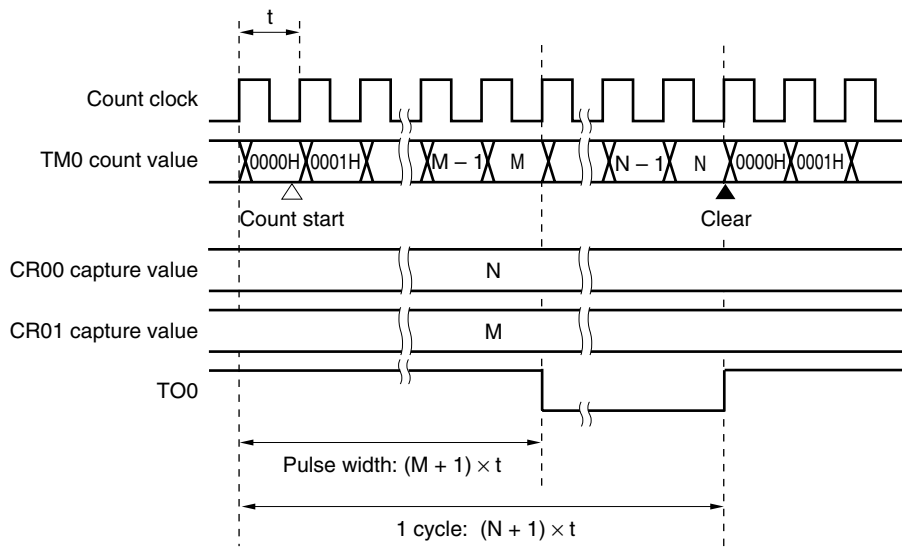 t
Count clock
TM0 count value
0000H 0001H M – 1 M N – 1 N 0000H 0001H
Count start
Clear
CR00 capture value
N
CR01 capture value
M
TO0
Pulse width: (M + 1) × t
1 cycle: (N + 1) × t